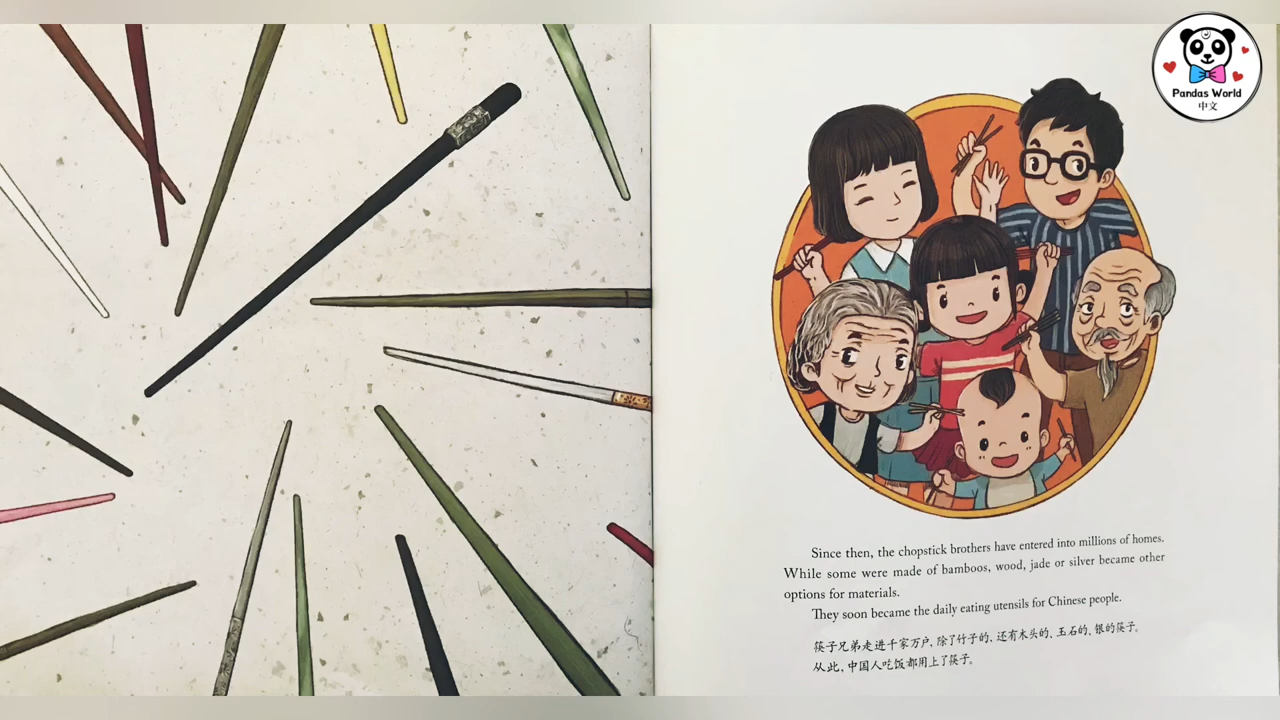 Pandas World
中文
Since then, the chopstick brothers have entered into millions of homes.
While some were made of bamboos, wood, jade or silver became other
options for materials.
They soon became the daily eating utensils for Chinese people.
筷子兄弟走进千家万户，除了竹子的、还有木头的、玉石的、银的筷子。
从此，中国人吃饭都用上了筷子。